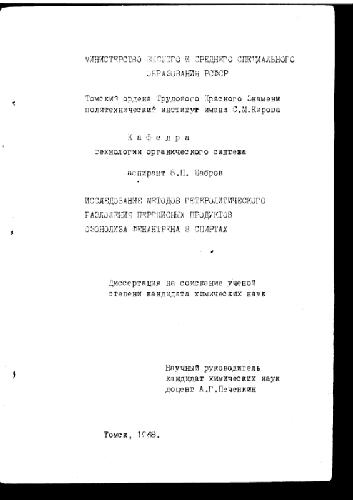 МИНИСТЕРСТВО ВЫСШЕГО И СРЕДНЕГО СПЕЦИАЛЬНОГО
ОБРАЗОВАНИЯ РСФСР
Томский ордена Трудового Красного Знамени
политехнический институт имени С.М.Кирова
Кафедра
технологии органического синтеза
аспирант В.П. Шабров
ИССЛЕДОВАНИЕ МЕТОДОВ ГЕТЕРОЛИТИЧЕСКОГО
РАЗЛОЖЕНИЯ ПЕРЕКИСНЫХ ПРОДУКТОВ
ОЗОНОЛИЗА ФЕНАНТРЕНА В СПИРТАХ
Диссертация на соискание ученой
степени кандидата химических наук
Научный руководитель
кандидат химических наук
доцент А.Г.Печенкин
Томск, 1968.